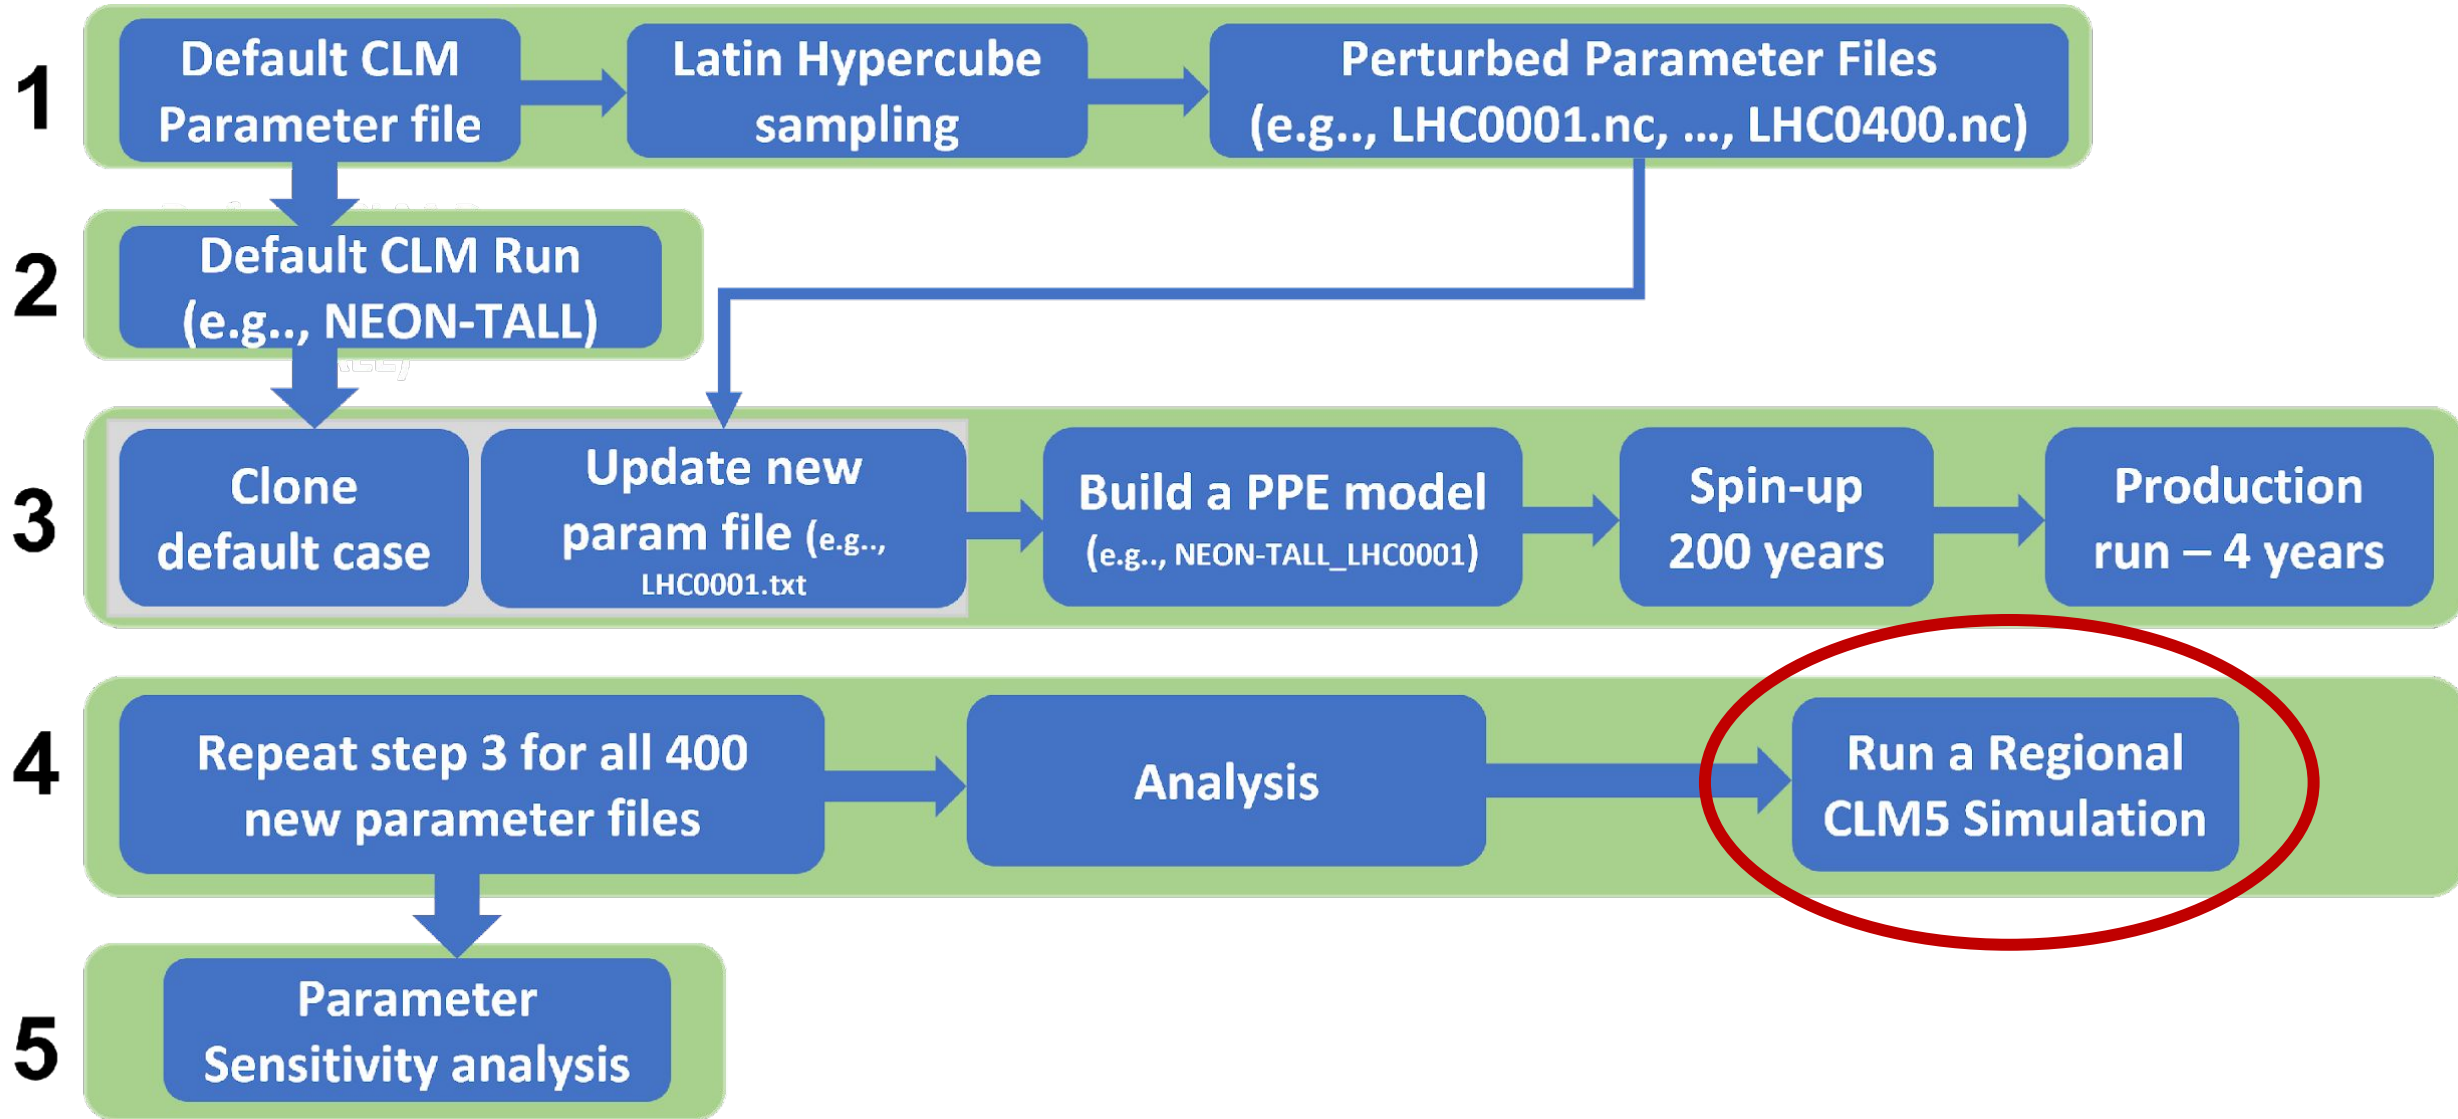 1
Default CLM
Parameter file
Latin Hypercube
sampling
Perturbed Parameter Files
(e.g.., LHC0001.nc, ..., LHC0400.nc)
2
Default CLM Run
(e.g.., NEON-TALL)
3
Clone
default case
Update new
param file (e.g..,
LHC0001.txt
Build a PPE model
(e.g.., NEON-TALL_LHC0001)
Spin-up
200 years
Production
run – 4 years
4
Repeat step 3 for all 400
new parameter files
Analysis
Run a Regional
CLM5 Simulation
5
Parameter
Sensitivity analysis